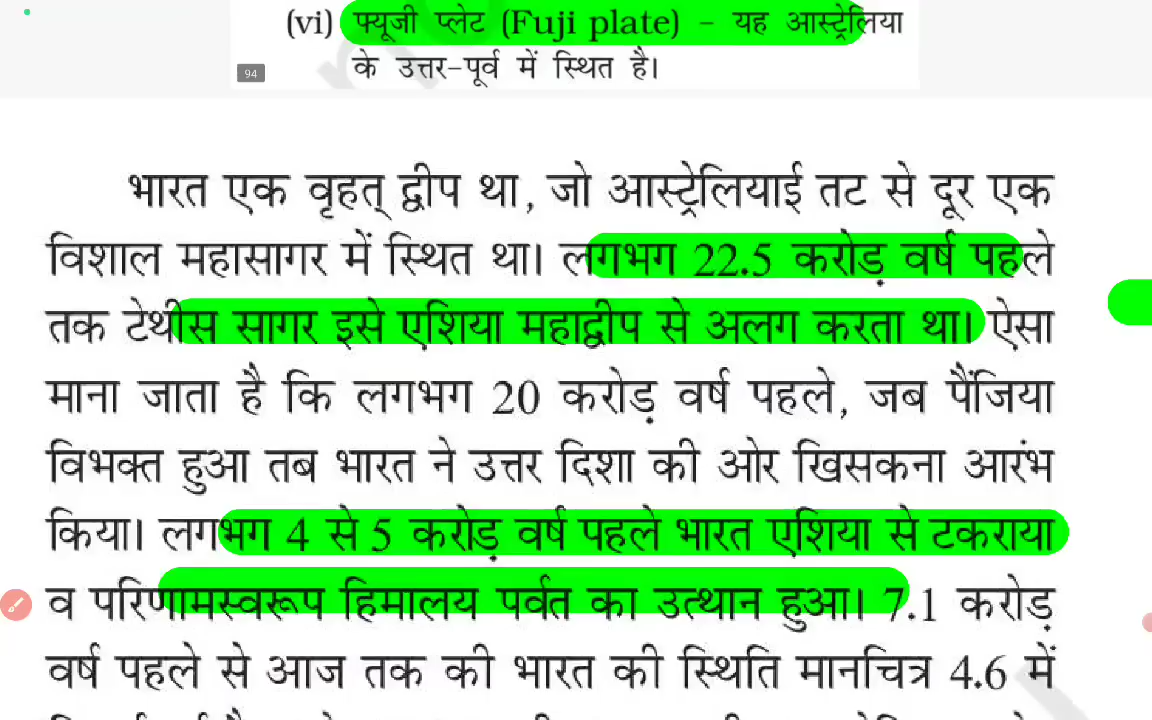 (vi) फ्यूजी प्लेट (Fuji plate) – यह आस्ट्रेलिया
के उत्तर-पूर्व में स्थित है।
94
भारत एक वृहत् द्वीप था, जो आस्ट्रेलियाई तट से दूर एक
विशाल महासागर में स्थित था। लगभग 22.5 करोड़ वर्ष पहले
तक टेथीस सागर इसे एशिया महाद्वीप से अलग करता था। ऐसा
माना जाता है कि लगभग 20 करोड़ वर्ष पहले, जब पैंजिया
विभक्त हुआ तब भारत ने उत्तर दिशा की ओर खिसकना आरंभ
किया। लगभग 4 से 5 करोड़ वर्ष पहले भारत एशिया से टकराया
व परिणामस्वरूप हिमालय पर्वत का उत्थान हुआ। 7.1 करोड़
वर्ष पहले से आज तक की भारत की स्थिति मानचित्र 4.6 में